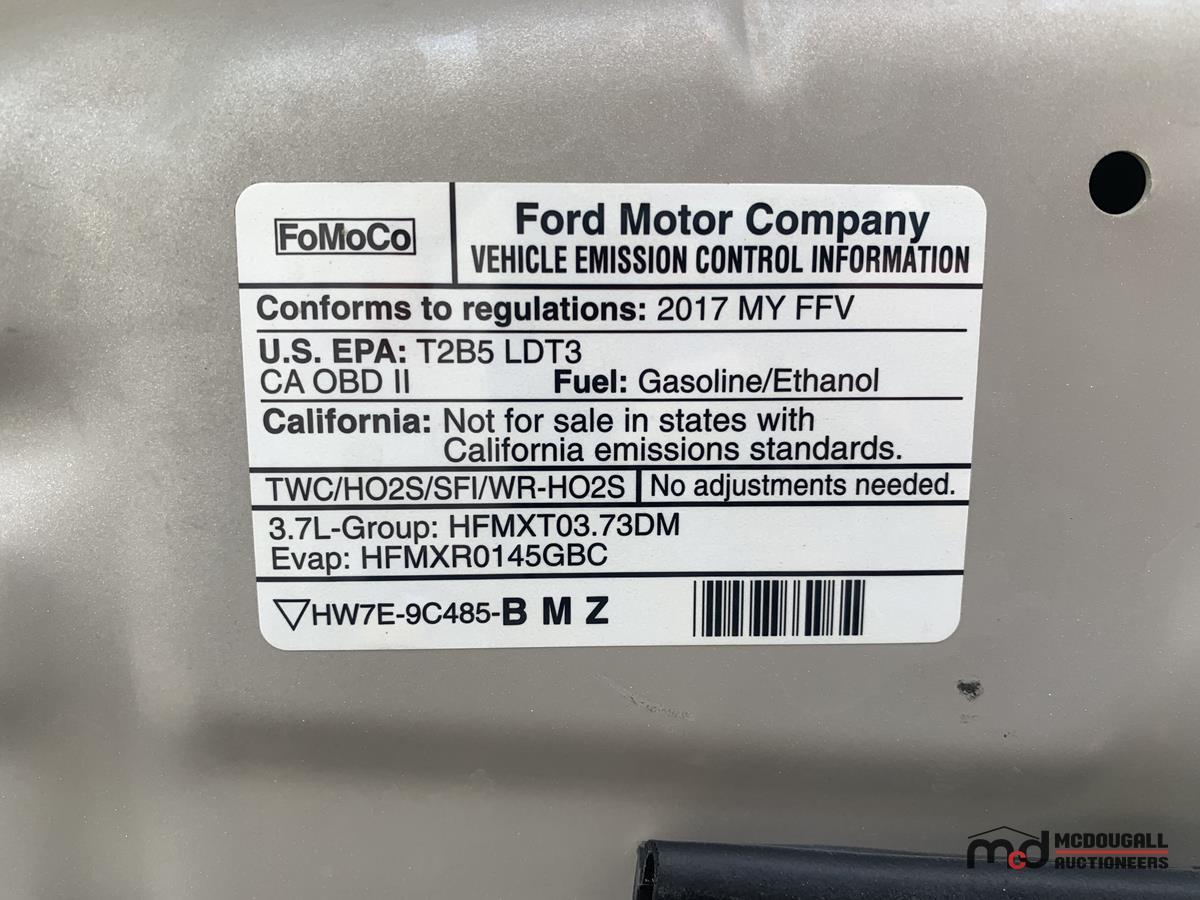 FoMoCo
Ford Motor Company
VEHICLE EMISSION CONTROL INFORMATION
Conforms to regulations: 2017 MY FFV
U.S. EPA: T2B5 LDT3
CA OBD II Fuel: Gasoline/Ethanol
California: Not for sale in states with
California emissions standards.
TWC/HO2S/SFI/WR-HO2S No adjustments needed.
3.7L-Group: HFMXT03.73DM
Evap: HFMXR0145GBC
HW7E-9C485-B M Z
mcd MCDOUGALL
AUCTIONEERS